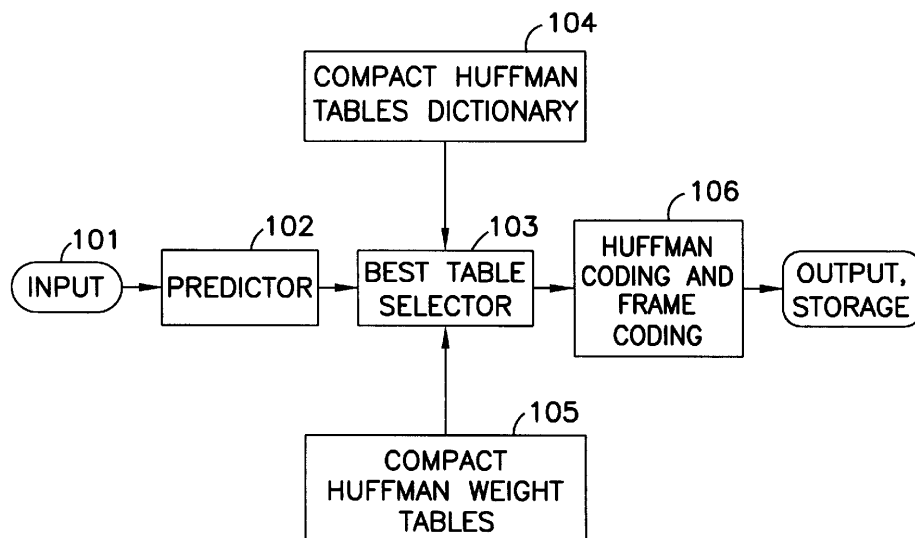 104
COMPACT HUFFMAN
TABLES DICTIONARY
101
INPUT
102
PREDICTOR
103
BEST TABLE
SELECTOR
106
HUFFMAN
CODING AND
FRAME
CODING
OUTPUT,
STORAGE
105
COMPACT
HUFFMAN WEIGHT
TABLES